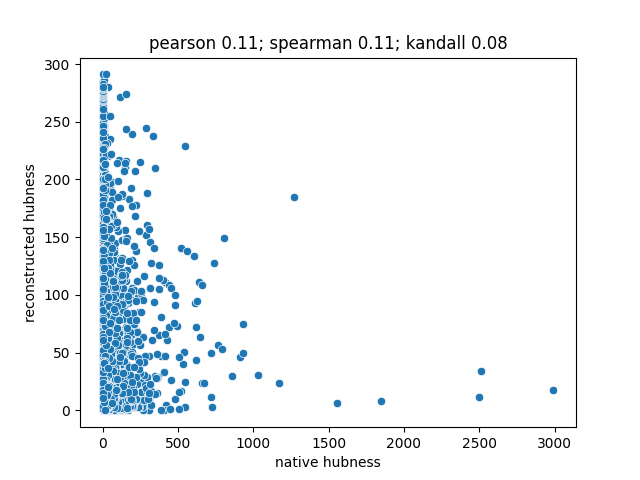 pearson 0.11; spearman 0.11; kandall 0.08
300
250
200
150
100
50
0
reconstructed hubness
0 500 1000 1500 2000 2500 3000
native hubness